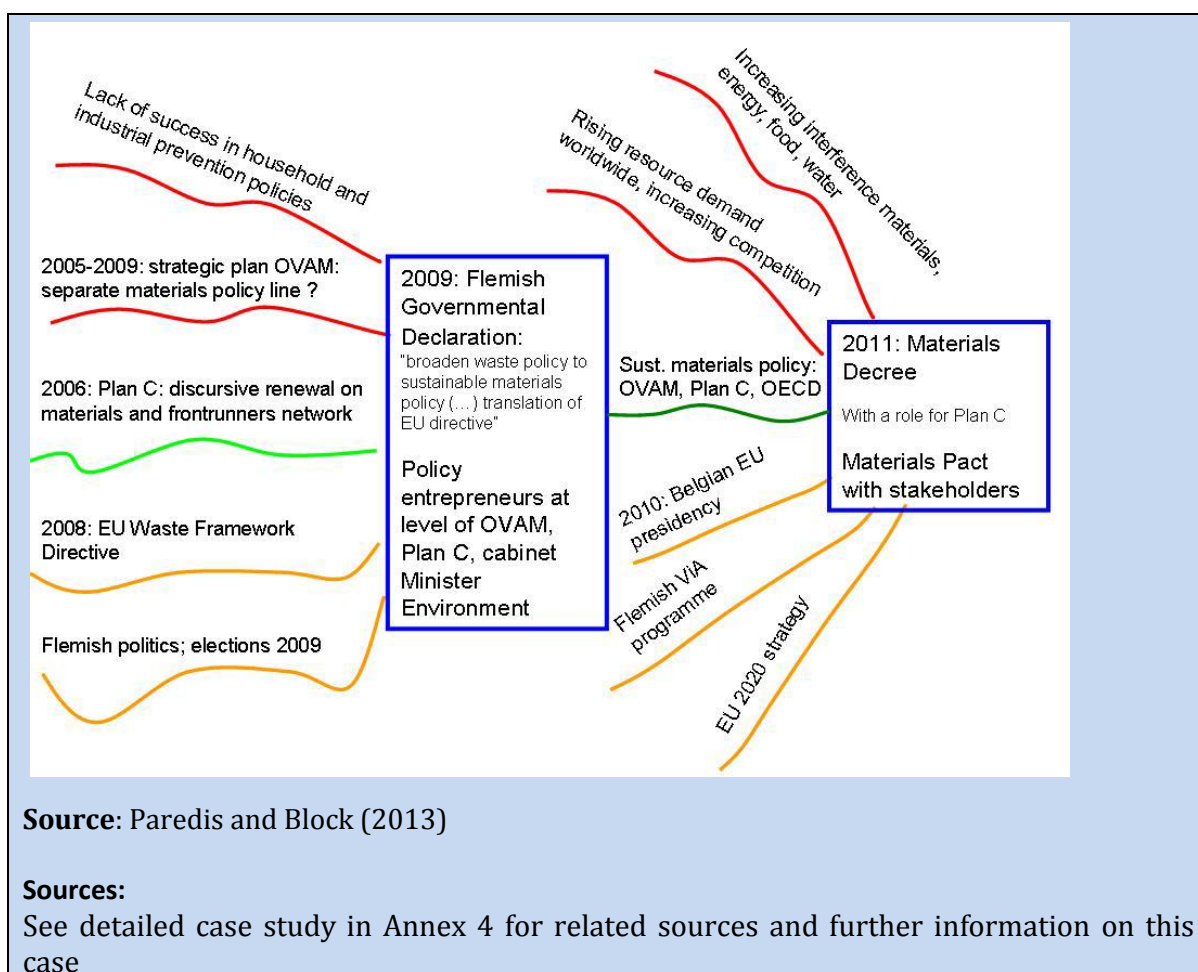 Lack of success in household and
industrial prevention policies
2005-2009: strategic plan OVAM:
separate materials policy line ?
2006: Plan C: discursive renewal on
materials and frontrunners network
2008: EU Waste Framework
Directive
Flemish politics; elections 2009
2009: Flemish
Governmental
Declaration:
"broaden waste policy to
sustainable materials
policy (...) translation of
EU directive"
Policy
entrepreneurs at
level of OVAM,
Plan C, cabinet
Minister
Environment
Rising resource demand
worldwide, increasing competition
Increasing interference materials,
energy, food, water
Sust. materials policy:
OVAM, Plan C, OECD
2010: Belgian EU
presidency
Flemish ViA
programme
EU 2020 strategy
2011: Materials
Decree
With a role for Plan C
Materials Pact
with stakeholders
Source: Paredis and Block (2013)
Sources:
See detailed case study in Annex 4 for related sources and further information on this
case